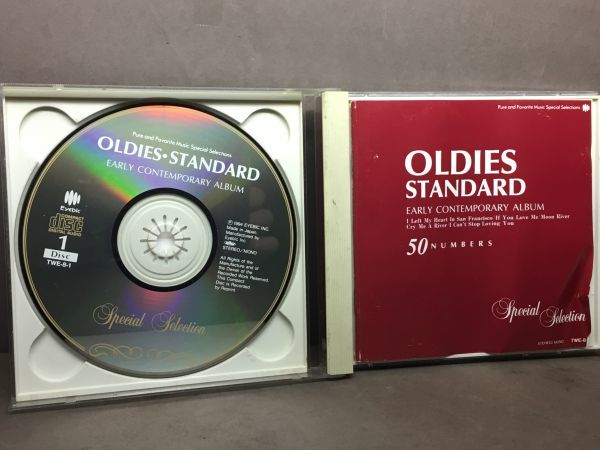 Pure and Favorite Music Special Selections
OLDIES•STANDARD
EARLY CONTEMPORARY ALBUM
Eyebic
COMPACT
disc
DIGITAL AUDIO
1
Disc
TWE-8-1
Ⓟ 1994 EYEBIC INC.
Made in Japan.
Manufactured by
Eyebic Inc.
STEREO/MONO
All Rights of the
Manufacture and of
the Owner of the
Recorded Work Reserved.
This Compact
Disc is Recorded
by Reprint
Special Selection
Pure and Favorite Music Special Selections
OLDIES
STANDARD
EARLY CONTEMPORARY ALBUM
I Left My Heart In San Francisco If You Love Me Moon River
Cry Me A River I Can't Stop Loving You
50 NUMBERS
Special Selection
STEREO/MONO TWE-8